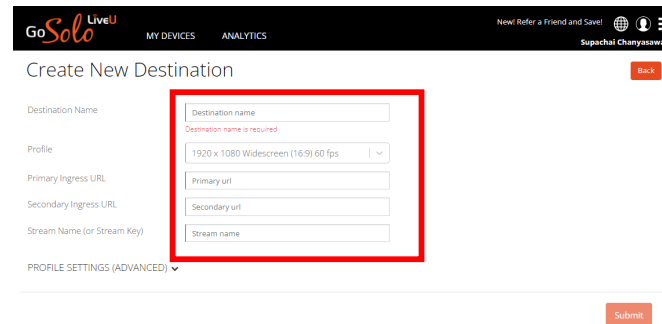 GoSolo LiveU
MY DEVICES ANALYTICS
New! Refer a Friend and Save!
Supachai Chanyasawa
Create New Destination
Back
Destination Name
Destination name
Destination name is required
Profile
1920 x 1080 Widescreen (16:9) 60 fps
Primary Ingress URL
Primary url
Secondary Ingress URL
Secondary url
Stream Name (or Stream Key)
Stream name
PROFILE SETTINGS (ADVANCED)
Submit